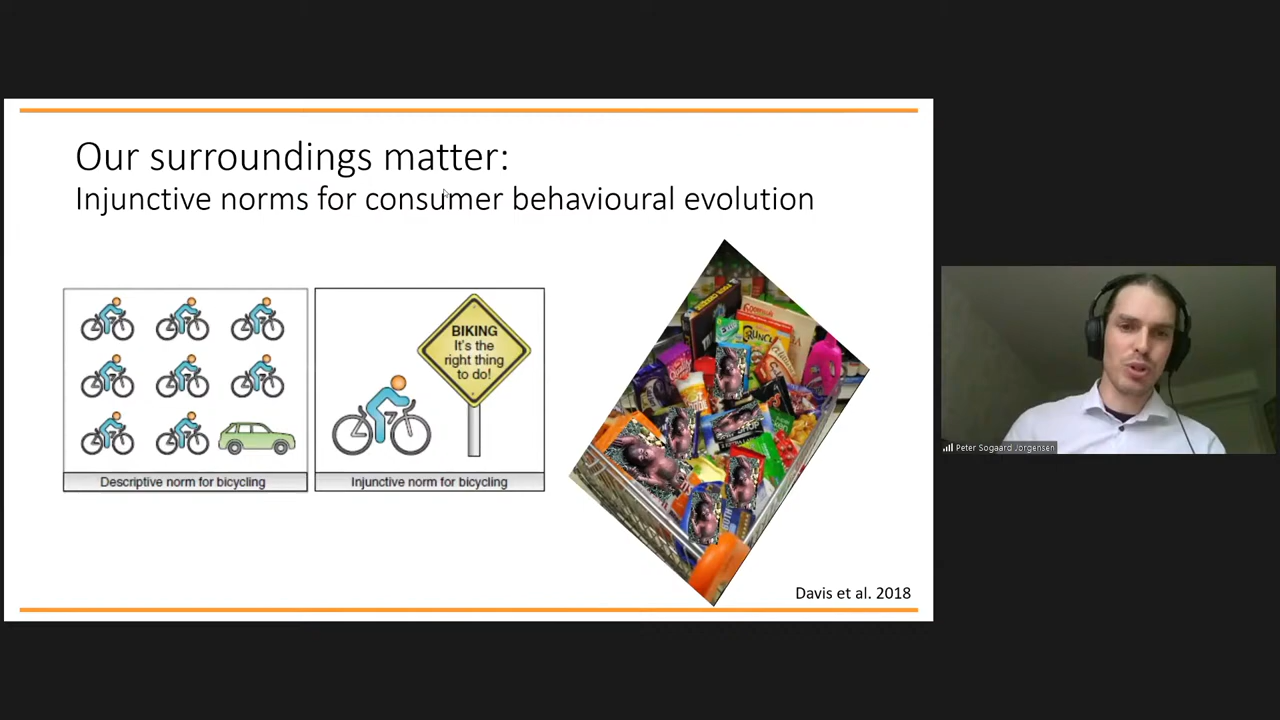 Our surroundings matter:
Injunctive norms for consumer behavioural evolution
BIKING
It's the
right thing
to do!
Descriptive norm for bicycling
Injunctive norm for bicycling
CRUNCH
Davis et al. 2018
Peter Sogaard Jorgensen